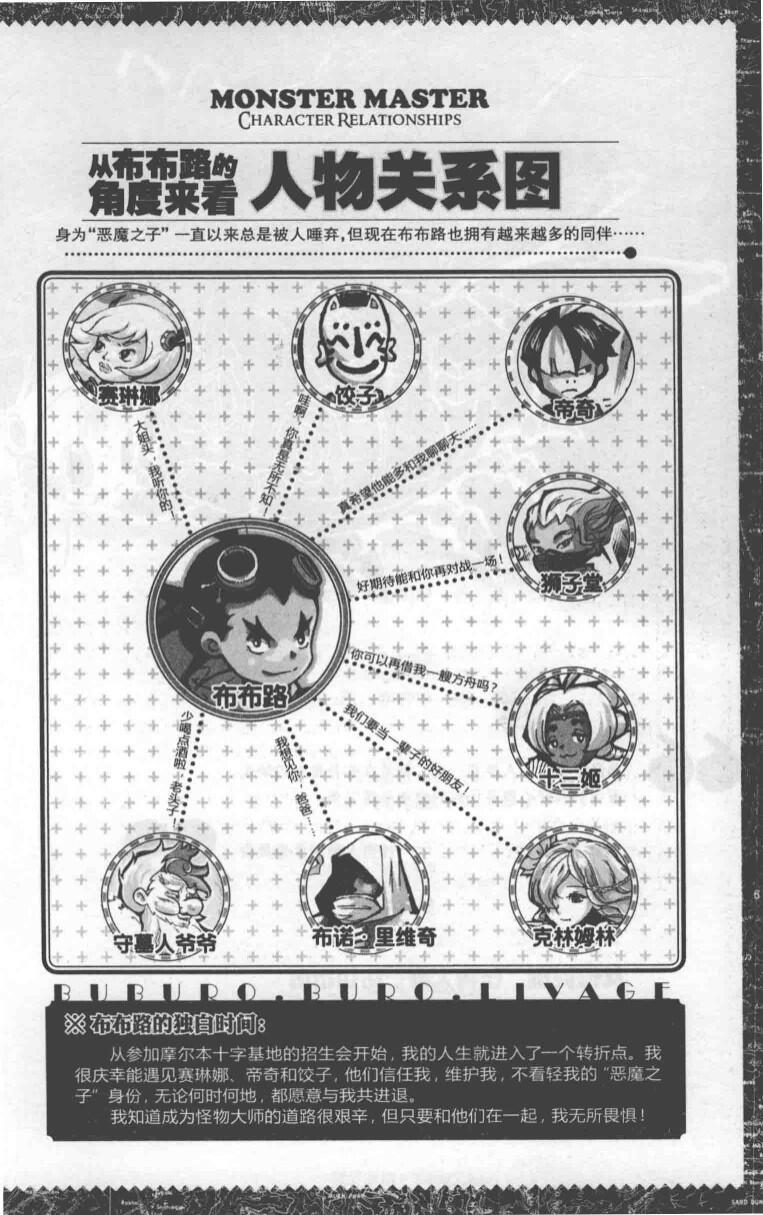 MONSTER MASTER
CHARACTER RELATIONSHIPS
从布布路的
角度来看
人物关系图
身为“恶魔之子”一直以来总是被人唾弃,但现在布布路也拥有越来越多的同伴……
赛琳娜
饺子
帝奇
大姐头,我听你的!
哇啊,你真是无所不知!
真希望他能多和我聊聊天……
狮子堂
好期待能和你再对战一场!
布布路
你可以再借我一艘方舟吗?
十三姬
我们要当一辈子的好朋友!
少喝点酒啦,老头子!
我想见你,爸爸……
守墓人爷爷
布诺·里维奇
克林姆林
BUBURO.BURO.LIVAGE
※布布路的独白时间:
从参加摩尔本十字基地的招生会开始,我的人生就进入了一个转折点。我
很庆幸能遇见赛琳娜、帝奇和饺子,他们信任我,维护我,不看轻我的“恶魔之
子”身份,无论何时何地,都愿意与我共进退。
我知道成为怪物大师的道路很艰辛,但只要和他们在一起,我无所畏惧!